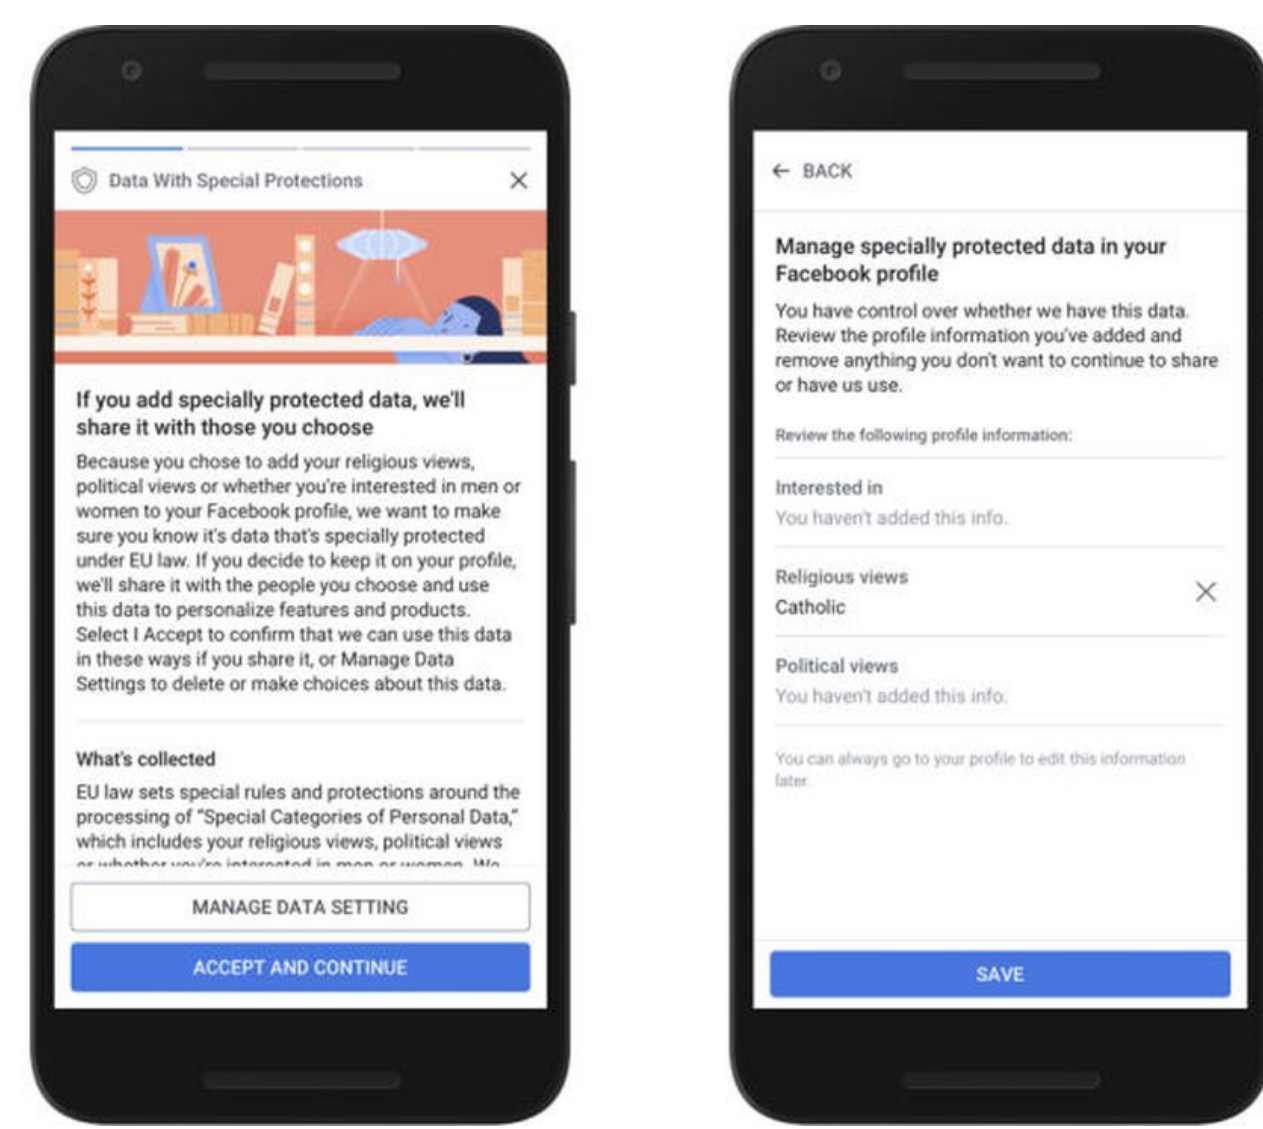 Data With Special Protections
If you add specially protected data, we'll
share it with those you choose
Because you chose to add your religious views,
political views or whether you're interested in men or
women to your Facebook profile, we want to make
sure you know it's data that's specially protected
under EU law. If you decide to keep it on your profile,
we'll share it with the people you choose and use
this data to personalize features and products.
Select I Accept to confirm that we can use this data
in these ways if you share it, or Manage Data
Settings to delete or make choices about this data.
What's collected
EU law sets special rules and protections around the
processing of “Special Categories of Personal Data,”
which includes your religious views, political views
or whether you're interested in men or women. We
MANAGE DATA SETTING
ACCEPT AND CONTINUE
BACK
Manage specially protected data in your
Facebook profile
You have control over whether we have this data.
Review the profile information you've added and
remove anything you don't want to continue to share
or have us use.
Review the following profile information:
Interested in
You haven't added this info.
Religious views
Catholic
Political views
You haven't added this info.
You can always go to your profile to edit this information
later.
SAVE